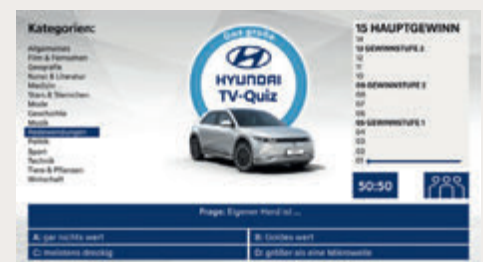 Kategorien:
Allgemeines
Film & Fernsehen
Geografie
Kunst & Literatur
Medizin
Stars & Sternchen
Mode
Geschichte
Musik
Redewendungen
Politik
Sport
Technik
Tiere & Pflanzen
Wirtschaft
Das große
HYUNDAI
TV-Quiz
15 HAUPTGEWINN
14
13 GEWINNSTUFE 3
12
11
10
09 GEWINNSTUFE 2
08
07
06
05 GEWINNSTUFE 1
04
03
02
01
50:50
Frage: Eigener Herd ist ...
A: gar nichts wert
B: Goldes wert
C: meistens dreckig
D: größer als eine Mikrowelle